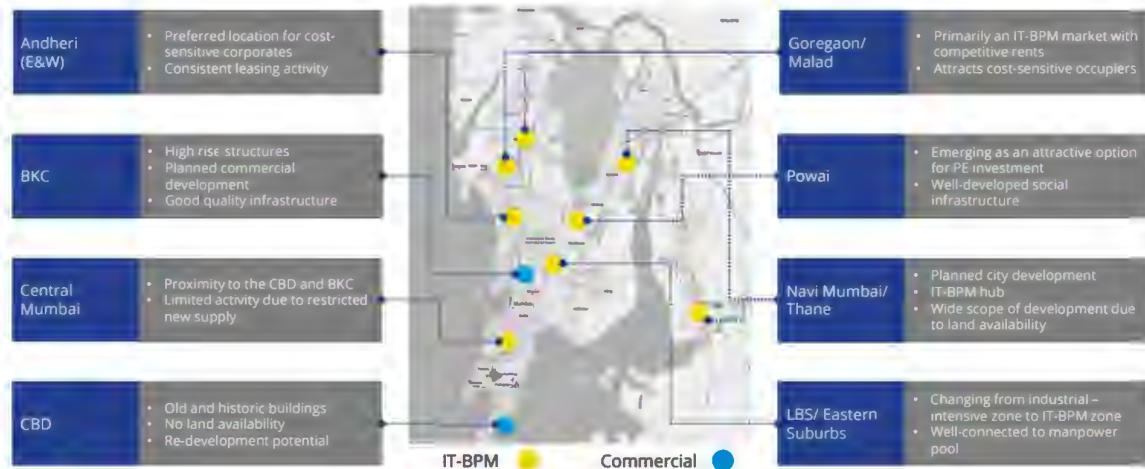 Andheri
(E&W)
• Preferred location for cost-
sensitive corporates
• Consistent leasing activity
BKC
• High rise structures
• Planned commercial
development
• Good quality infrastructure
Central
Mumbai
• Proximity to the CBD and BKC
• Limited activity due to restricted
new supply
CBD
• Old and historic buildings
• No land availability
• Re-development potential
Goregaon/
Malad
• Primarily an IT-BPM market with
competitive rents
• Attracts cost-sensitive occupiers
Powai
• Emerging as an attractive option
for PE investment
• Well-developed social
infrastructure
Navi Mumbai/
Thane
• Planned city development
• IT-BPM hub
• Wide scope of development due
to land availability
LBS/ Eastern
Suburbs
• Changing from industrial –
intensive zone to IT-BPM zone
• Well-connected to manpower
pool
IT-BPM
Commercial